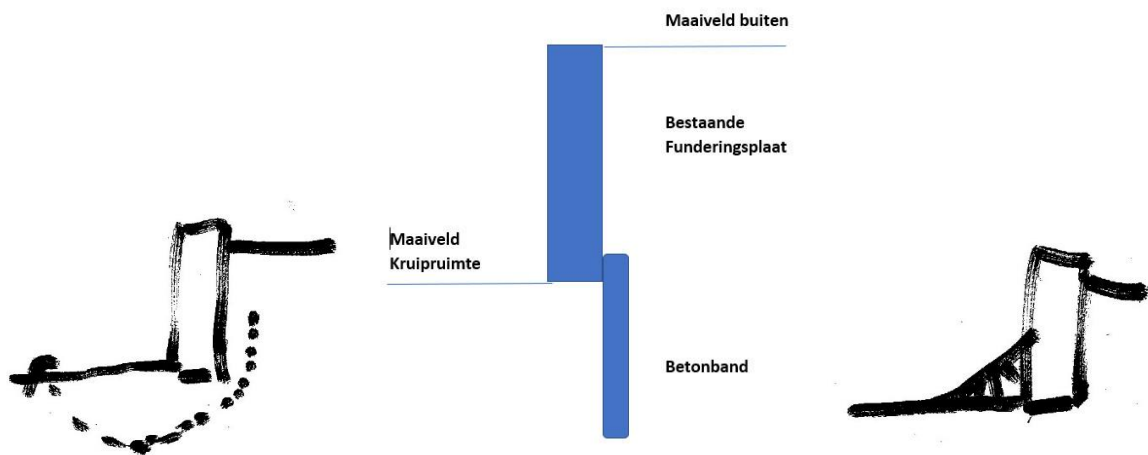 Maaiveld buiten
Bestaande
Funderingsplaat
Maaiveld
Kruipruimte
Betonband